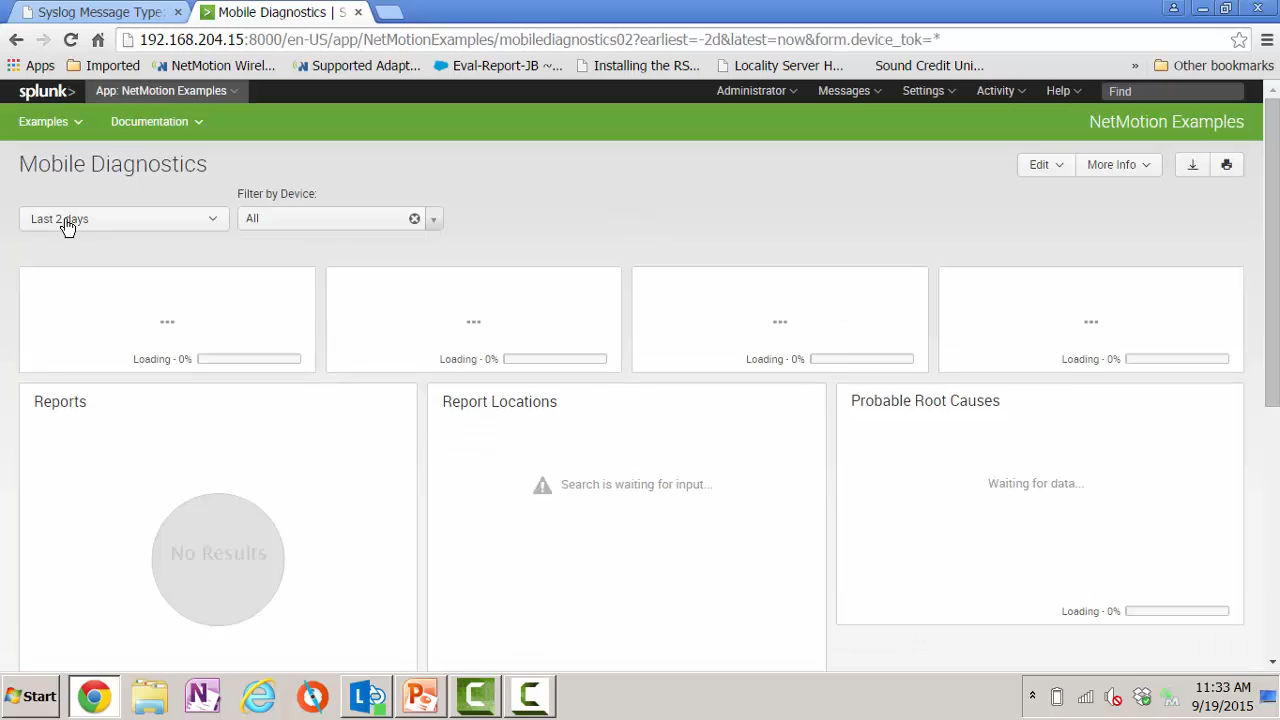 Syslog Message Type:
Mobile Diagnostics | S
192.168.204.15:8000/en-US/app/NetMotionExamples/mobilediagnostics02?earliest=-2d&latest=now&form.device_tok=*
Apps Imported NetMotion Wirel... Supported Adapt... Eval-Report-JB ~... Installing the RS... Locality Server H... Sound Credit Uni... » Other bookmarks
splunk> App: NetMotion Examples Administrator Messages Settings Activity Help Find
Examples Documentation NetMotion Examples
Mobile Diagnostics Edit More Info
Filter by Device:
Last 2 days All
... ... ... ...
Loading - 0% Loading - 0% Loading - 0% Loading - 0%
Reports Report Locations Probable Root Causes
Search is waiting for input... Waiting for data...
No Results
Loading - 0%
Start 11:33 AM
9/19/2015